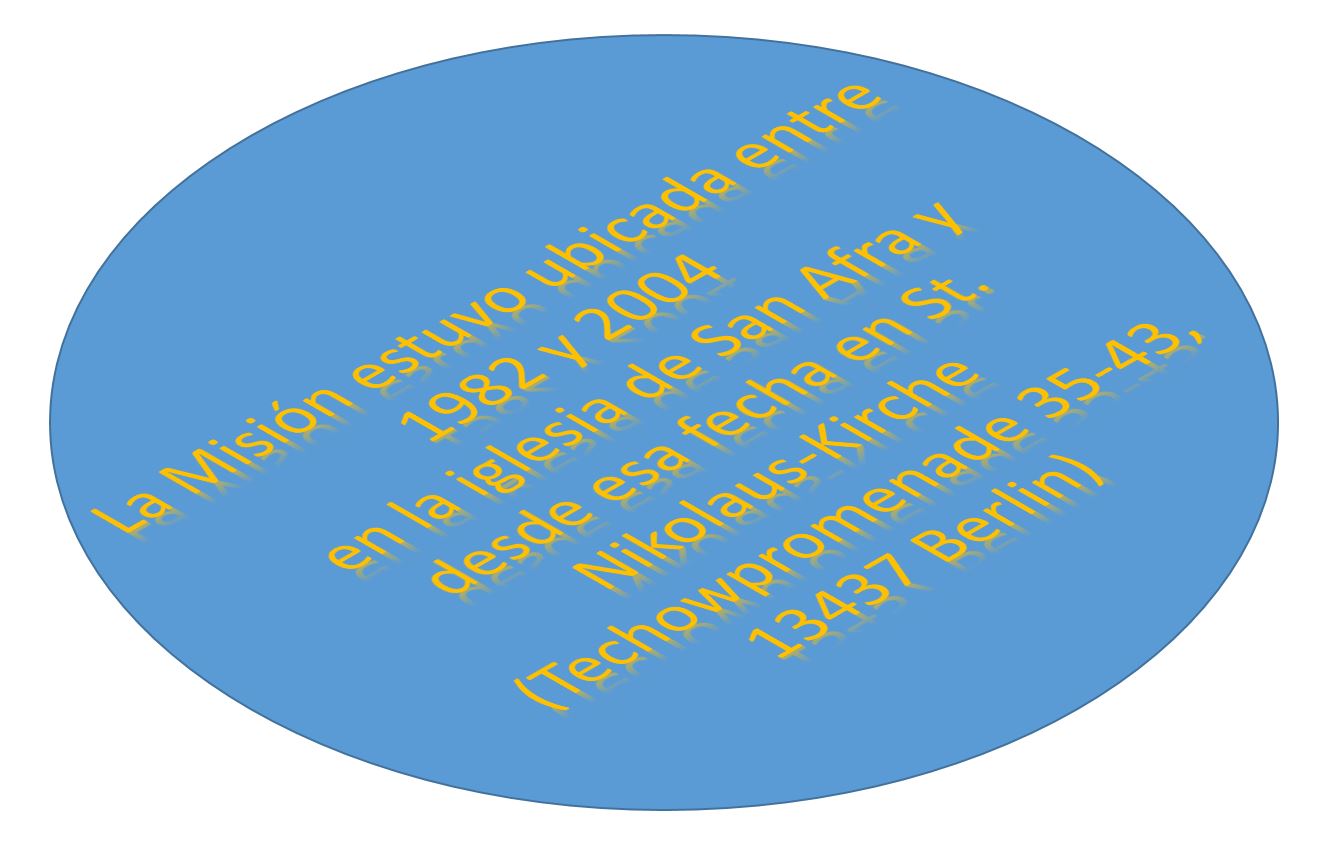 La Misión estuvo ubicada entre
1982 y 2004
en la iglesia de San Afra y
desde esa fecha en St.
Nikolaus-Kirche
(Techowpromenade 35-43,
13437 Berlin)